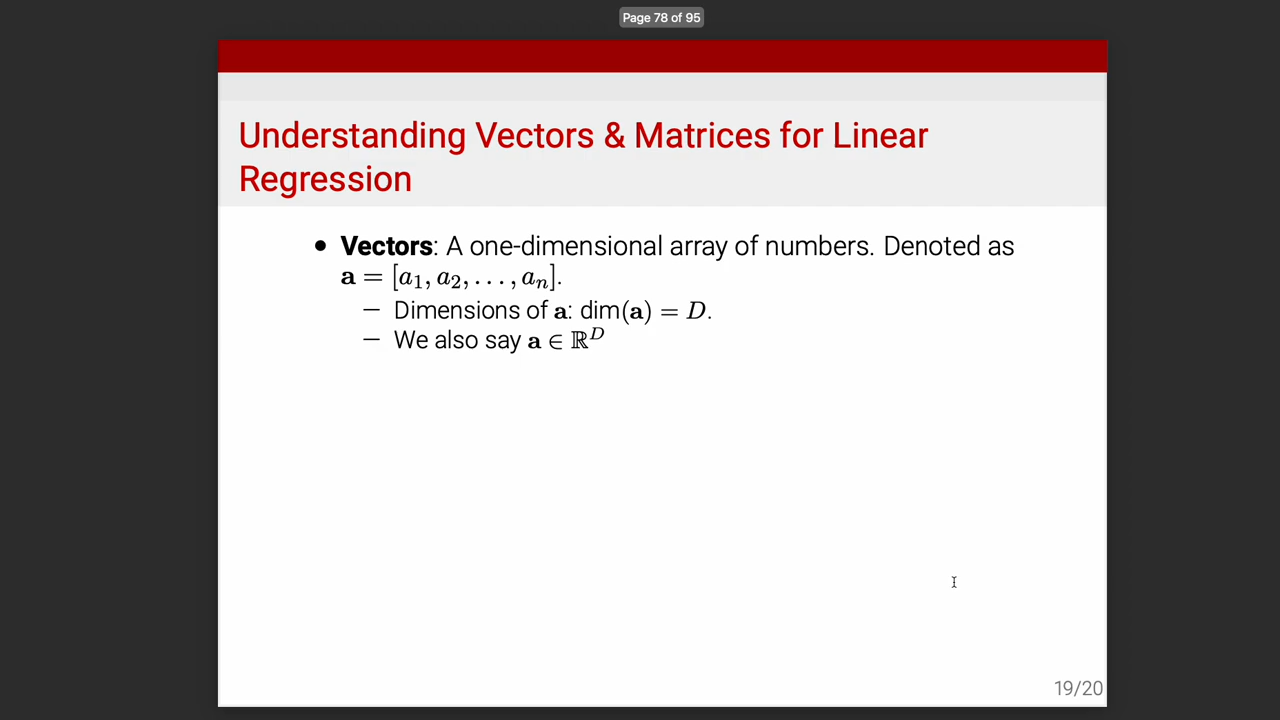 Page 78 of 95
Understanding Vectors & Matrices for Linear
Regression
• Vectors: A one-dimensional array of numbers. Denoted as
a = [a₁, a₂, . . . , aₙ].
– Dimensions of a: dim(a) = D.
– We also say a ∈ ℝᴰ
19/20